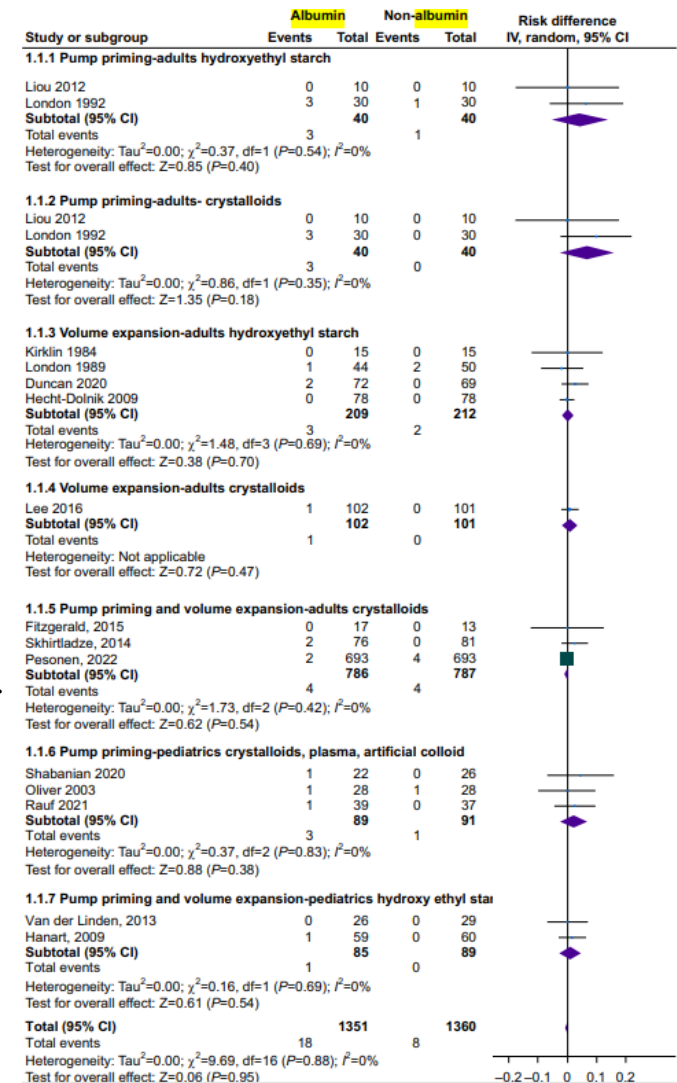 Albumin Non-albumin Risk difference
Study or subgroup Events Total Events Total IV, random, 95% CI
1.1.1 Pump priming-adults hydroxyethyl starch
Liou 2012 0 10 0 10
London 1992 3 30 1 30
Subtotal (95% CI) 40 40
Total events 3 1
Heterogeneity: Tau²=0.00; χ²=0.37, df=1 (P=0.54); I²=0%
Test for overall effect: Z=0.85 (P=0.40)
1.1.2 Pump priming-adults- crystalloids
Liou 2012 0 10 0 10
London 1992 3 30 0 30
Subtotal (95% CI) 40 40
Total events 3 0
Heterogeneity: Tau²=0.00; χ²=0.86, df=1 (P=0.35); I²=0%
Test for overall effect: Z=1.35 (P=0.18)
1.1.3 Volume expansion-adults hydroxyethyl starch
Kirklin 1984 0 15 0 15
London 1989 1 44 2 50
Duncan 2020 2 72 0 69
Hecht-Dolnik 2009 0 78 0 78
Subtotal (95% CI) 209 212
Total events 3 2
Heterogeneity: Tau²=0.00; χ²=1.48, df=3 (P=0.69); I²=0%
Test for overall effect: Z=0.38 (P=0.70)
1.1.4 Volume expansion-adults crystalloids
Lee 2016 1 102 0 101
Subtotal (95% CI) 102 101
Total events 1 0
Heterogeneity: Not applicable
Test for overall effect: Z=0.72 (P=0.47)
1.1.5 Pump priming and volume expansion-adults crystalloids
Fitzgerald, 2015 0 17 0 13
Skhirtladze, 2014 2 76 0 81
Pesonen, 2022 2 693 4 693
Subtotal (95% CI) 786 787
Total events 4 4
Heterogeneity: Tau²=0.00; χ²=1.73, df=2 (P=0.42); I²=0%
Test for overall effect: Z=0.62 (P=0.54)
1.1.6 Pump priming-pediatrics crystalloids, plasma, artificial colloid
Shabanian 2020 1 22 0 26
Oliver 2003 1 28 1 28
Rauf 2021 1 39 0 37
Subtotal (95% CI) 89 91
Total events 3 1
Heterogeneity: Tau²=0.00; χ²=0.37, df=2 (P=0.83); I²=0%
Test for overall effect: Z=0.88 (P=0.38)
1.1.7 Pump priming and volume expansion-pediatrics hydroxy ethyl star
Van der Linden, 2013 0 26 0 29
Hanart, 2009 1 59 0 60
Subtotal (95% CI) 85 89
Total events 1 0
Heterogeneity: Tau²=0.00; χ²=0.16, df=1 (P=0.69); I²=0%
Test for overall effect: Z=0.61 (P=0.54)
Total (95% CI) 1351 1360
Total events 18 8
Heterogeneity: Tau²=0.00; χ²=9.69, df=16 (P=0.88); I²=0%
Test for overall effect: Z=0.06 (P=0.95)
–0.2 –0.1 0 0.1 0.2